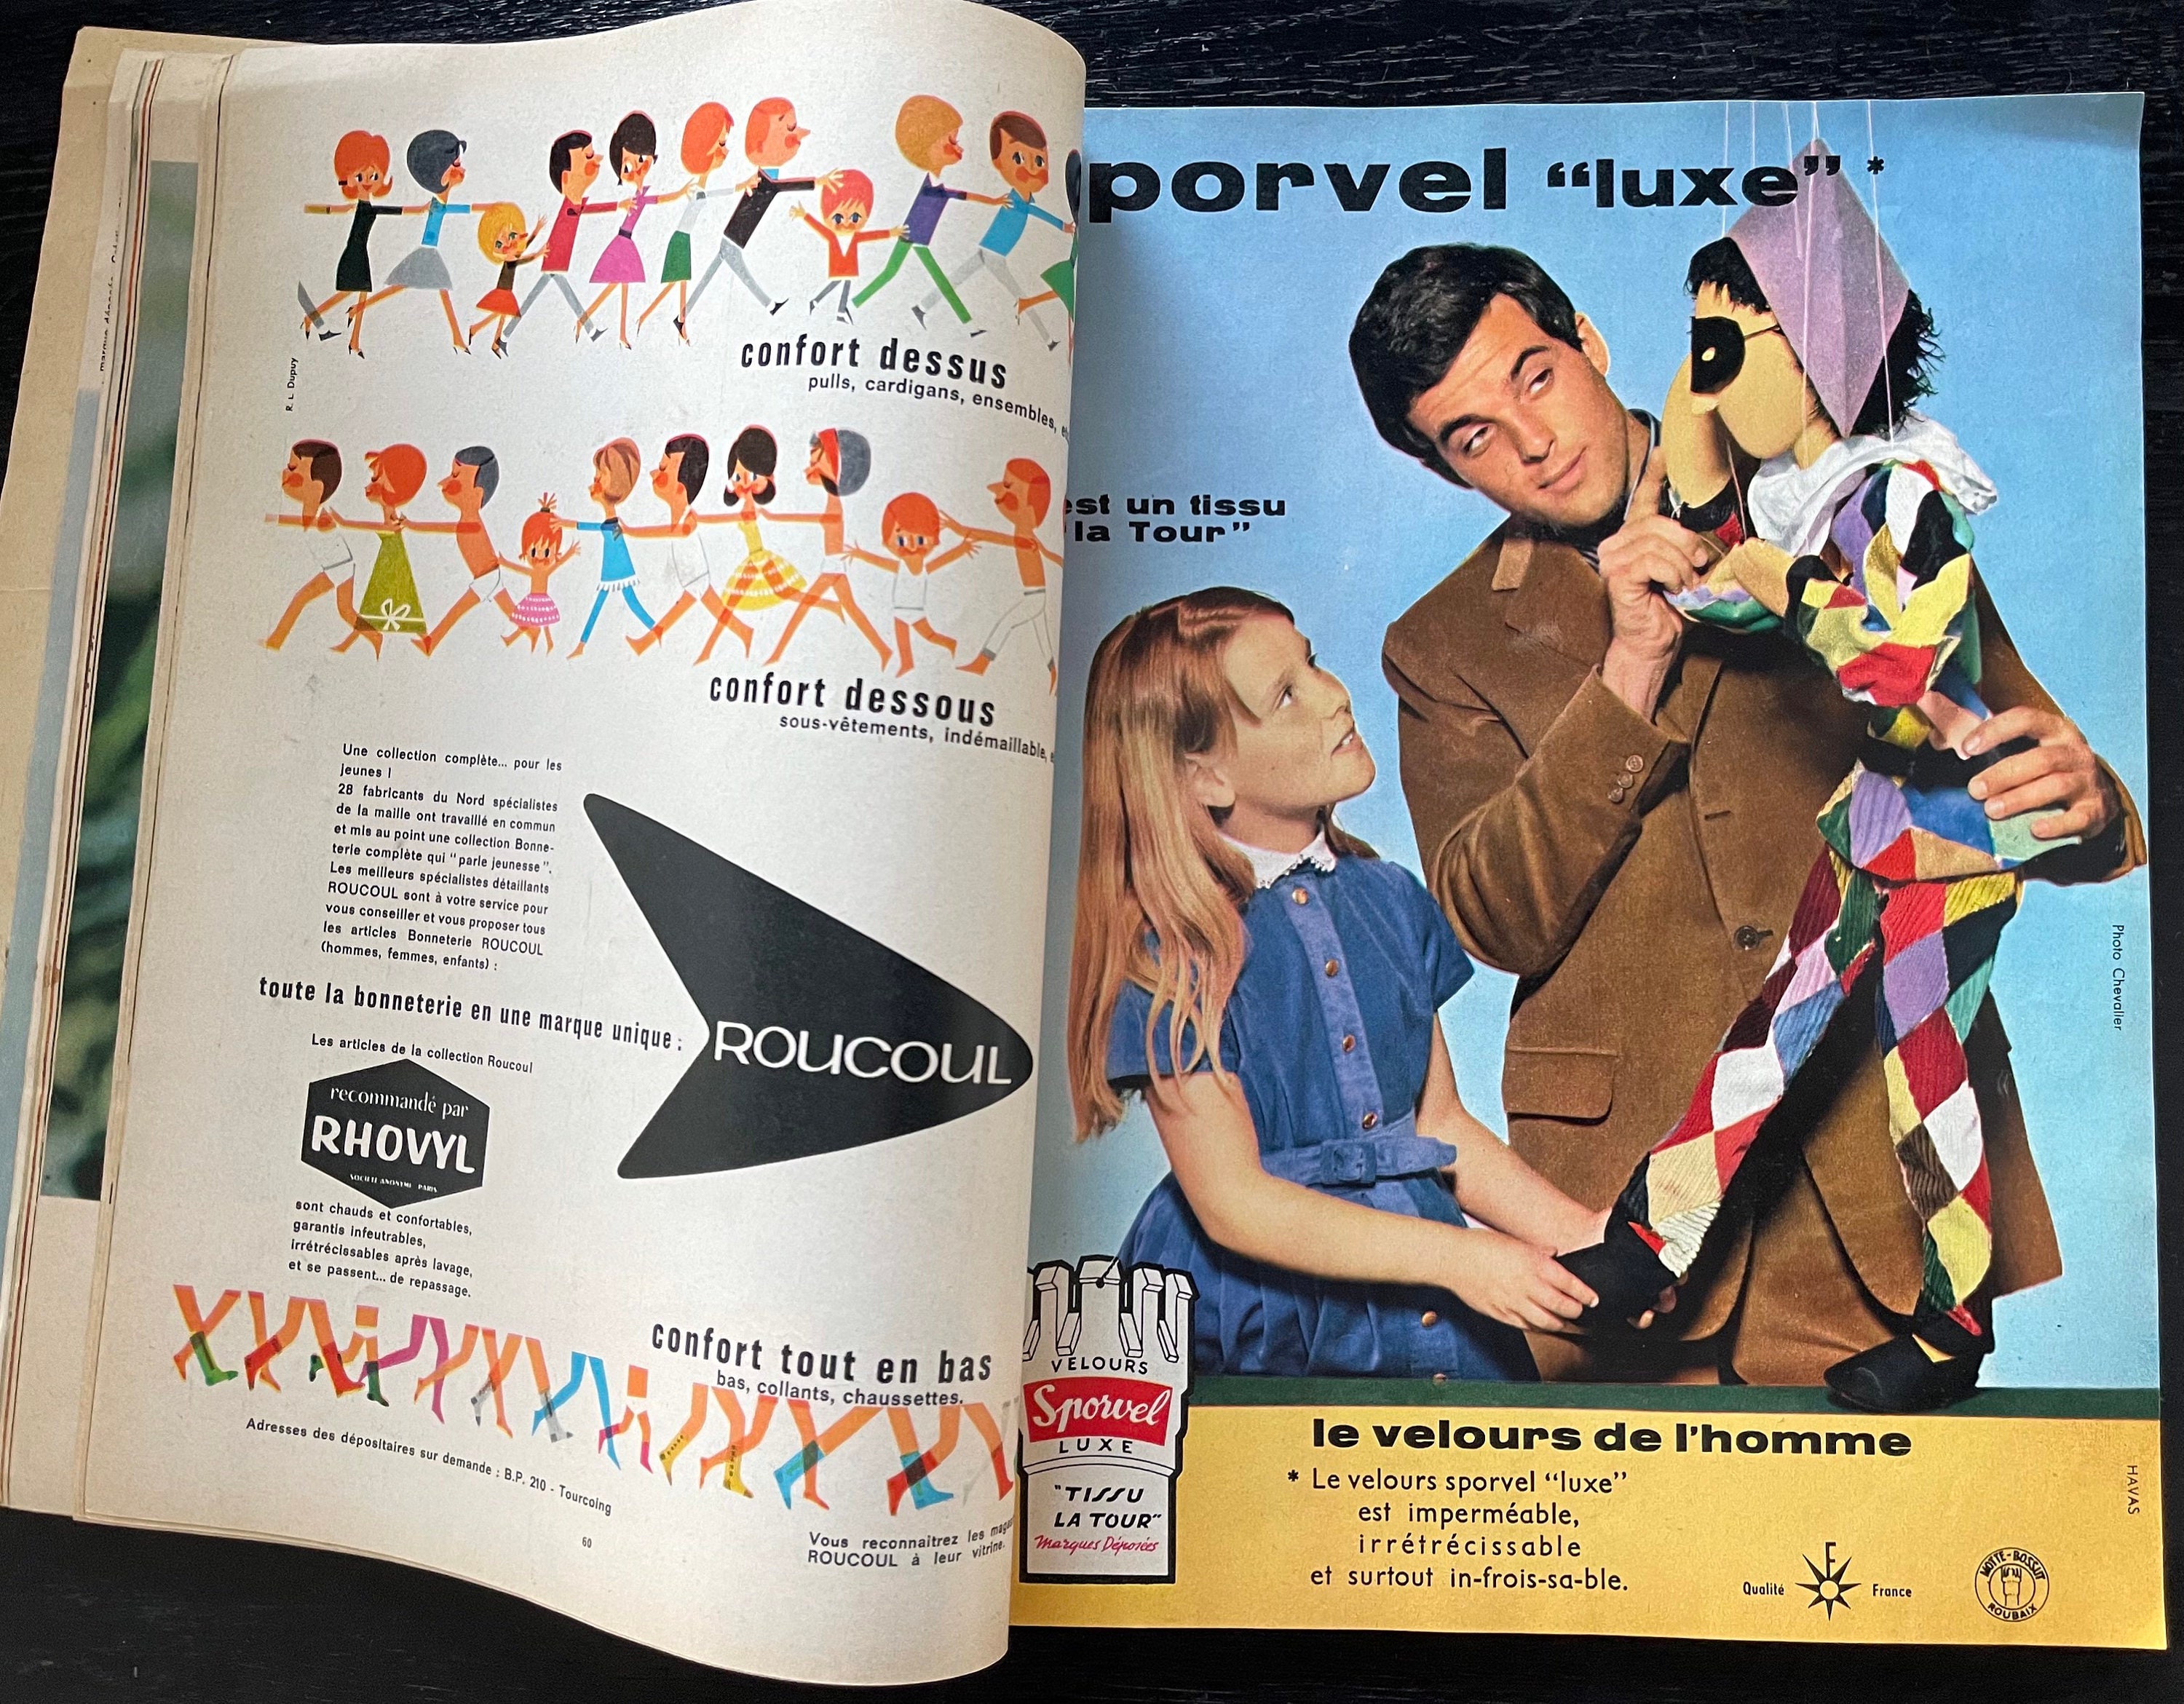 R. L. Dupuy
confort dessus
pulls, cardigans, ensembles,
confort dessous
sous-vêtements, indémaillable,
Une collection complète... pour les
jeunes !
28 fabricants du Nord spécialistes
de la maille ont travaillé en commun
et mis au point une collection Bonne-
terie complète qui "parle jeunesse".
Les meilleurs spécialistes détaillants
ROUCOUL sont à votre service pour
vous conseiller et vous proposer tous
les articles Bonneterie ROUCOUL
(hommes, femmes, enfants) :
toute la bonneterie en une marque unique :
ROUCOUL
Les articles de la collection Roucoul
recommandé par
RHOVYL
SOCIÉTÉ ANONYME PARIS
sont chauds et confortables,
garantis infeutrables,
irrétrécissables après lavage,
et se passent... de repassage.
confort tout en bas
bas, collants, chaussettes.
Adresses des dépositaires sur demande : B.P. 210 - Tourcoing
60
Vous reconnaitrez les
ROUCOUL à leur vitrine.
porvel "luxe" *
est un tissu
la Tour"
Photo Chevalier
VELOURS
Sporvel
LUXE
"TISSU
LA TOUR"
Marques Déposées
le velours de l'homme
* Le velours sporvel "luxe"
est imperméable,
irrétrécissable
et surtout in-frois-sa-ble.
HAVAS
F
Qualité France
MOTTE-BOSSUT
ROUBAIX